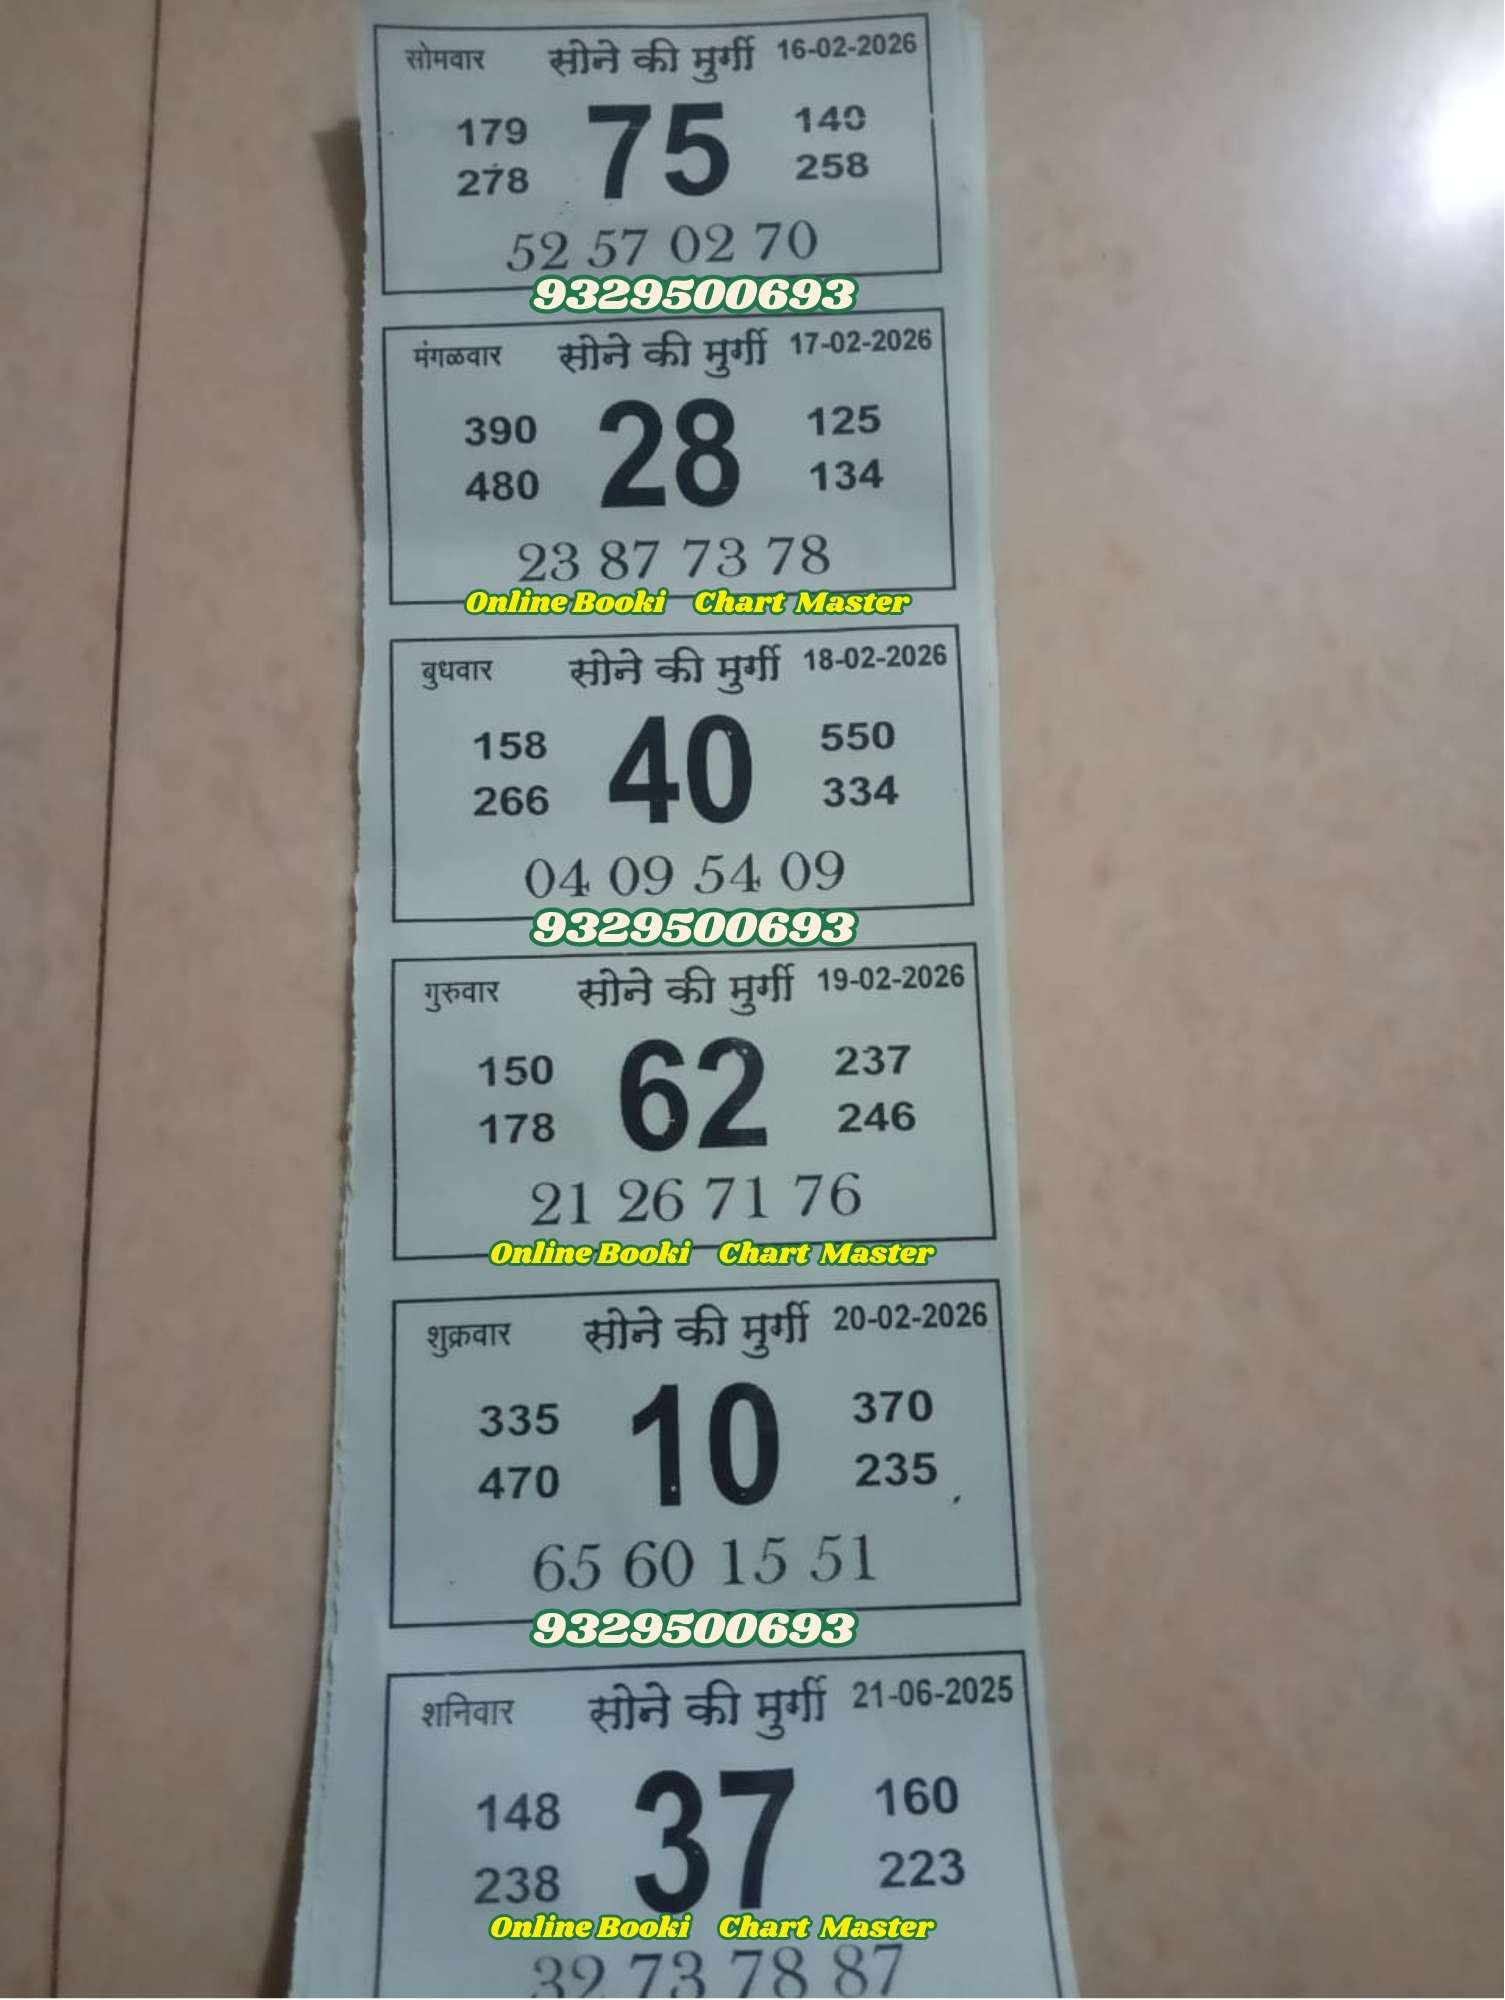 सोमवार सोने की मुर्गी 16-02-2026
179 75 140
278 258
52 57 02 70
9329500693
मंगळवार सोने की मुर्गी 17-02-2026
390 28 125
480 134
23 87 73 78
Online Booki Chart Master
बुधवार सोने की मुर्गी 18-02-2026
158 40 550
266 334
04 09 54 09
9329500693
गुरुवार सोने की मुर्गी 19-02-2026
150 62 237
178 246
21 26 71 76
Online Booki Chart Master
शुक्रवार सोने की मुर्गी 20-02-2026
335 10 370
470 235
65 60 15 51
9329500693
शनिवार सोने की मुर्गी 21-06-2025
148 37 160
238 223
Online Booki Chart Master
32 73 78 87